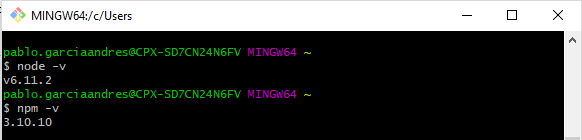 MINGW64:/c/Users
pablo.garciaandres@CPX-SD7CN24N6FV MINGW64 ~
$ node -v
v6.11.2
pablo.garciaandres@CPX-SD7CN24N6FV MINGW64 ~
$ npm -v
3.10.10